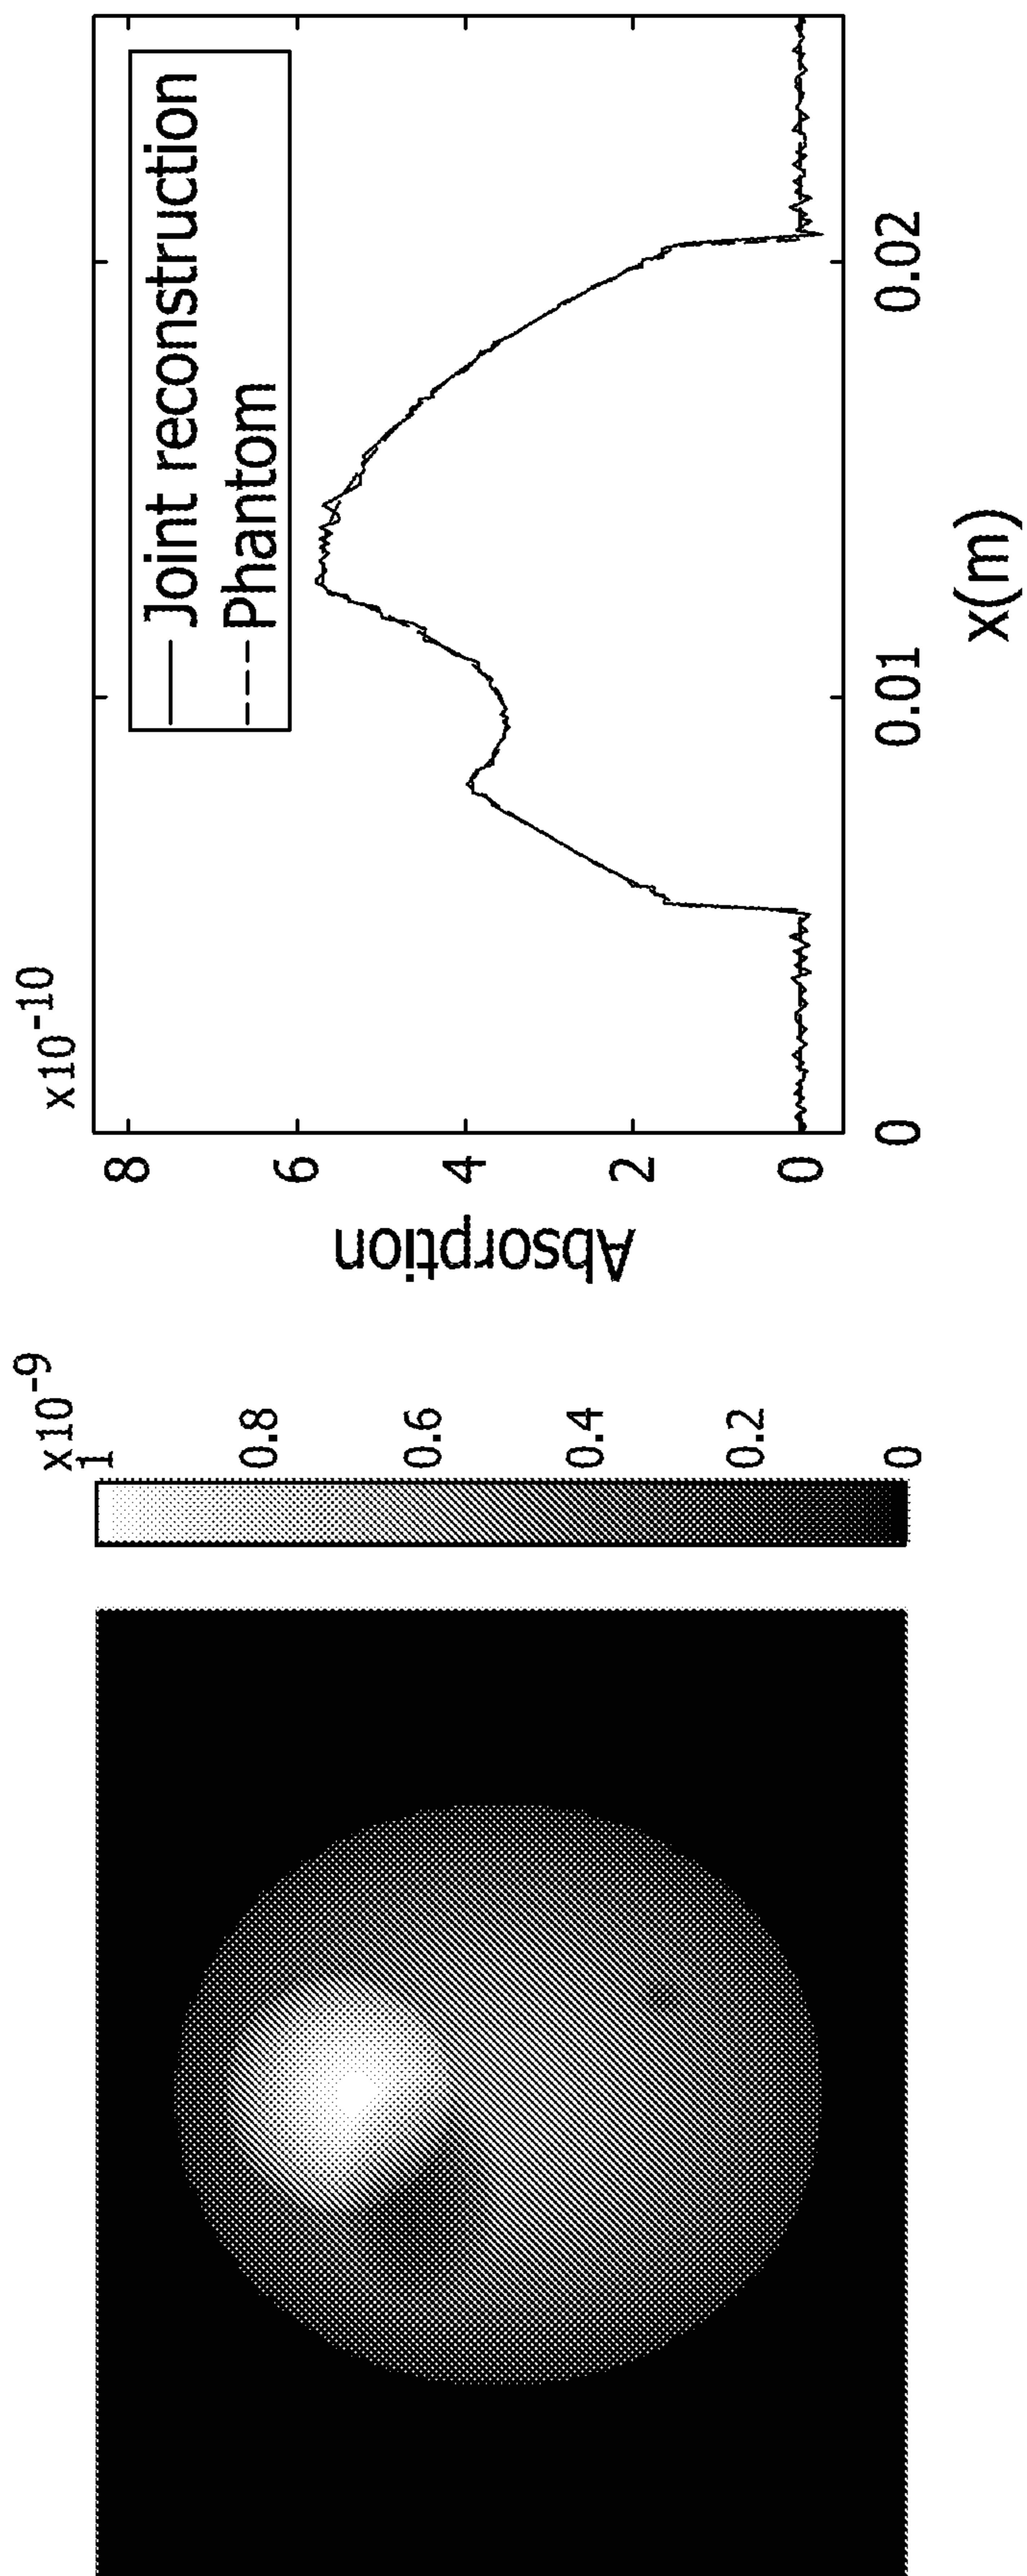 x10-9
1
0.8
0.6
0.4
0.2
0
x10-10
8
6
4
2
0
Absorption
Joint reconstruction
Phantom
0
0.01
0.02
x(m)